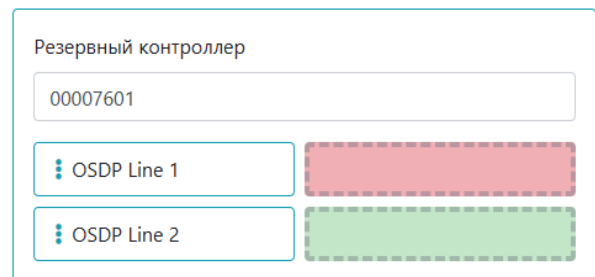 Резервный контроллер
00007601
OSDP Line 1
OSDP Line 2